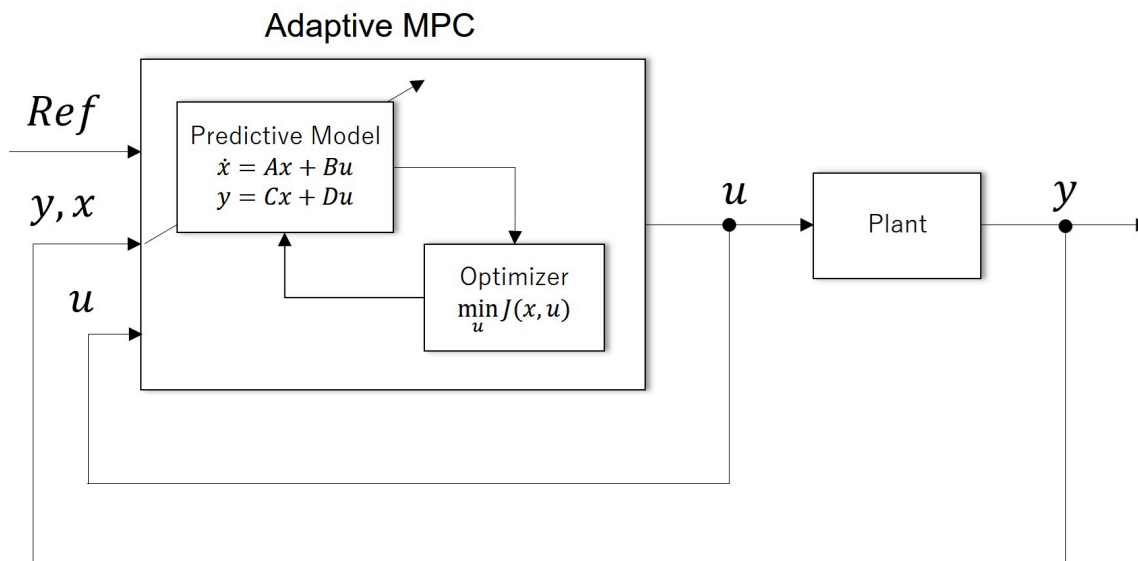 Adaptive MPC
Ref
y, x
u
Predictive Model
ẋ = Ax + Bu
y = Cx + Du
Optimizer
min J(x, u)
u
u
Plant
y